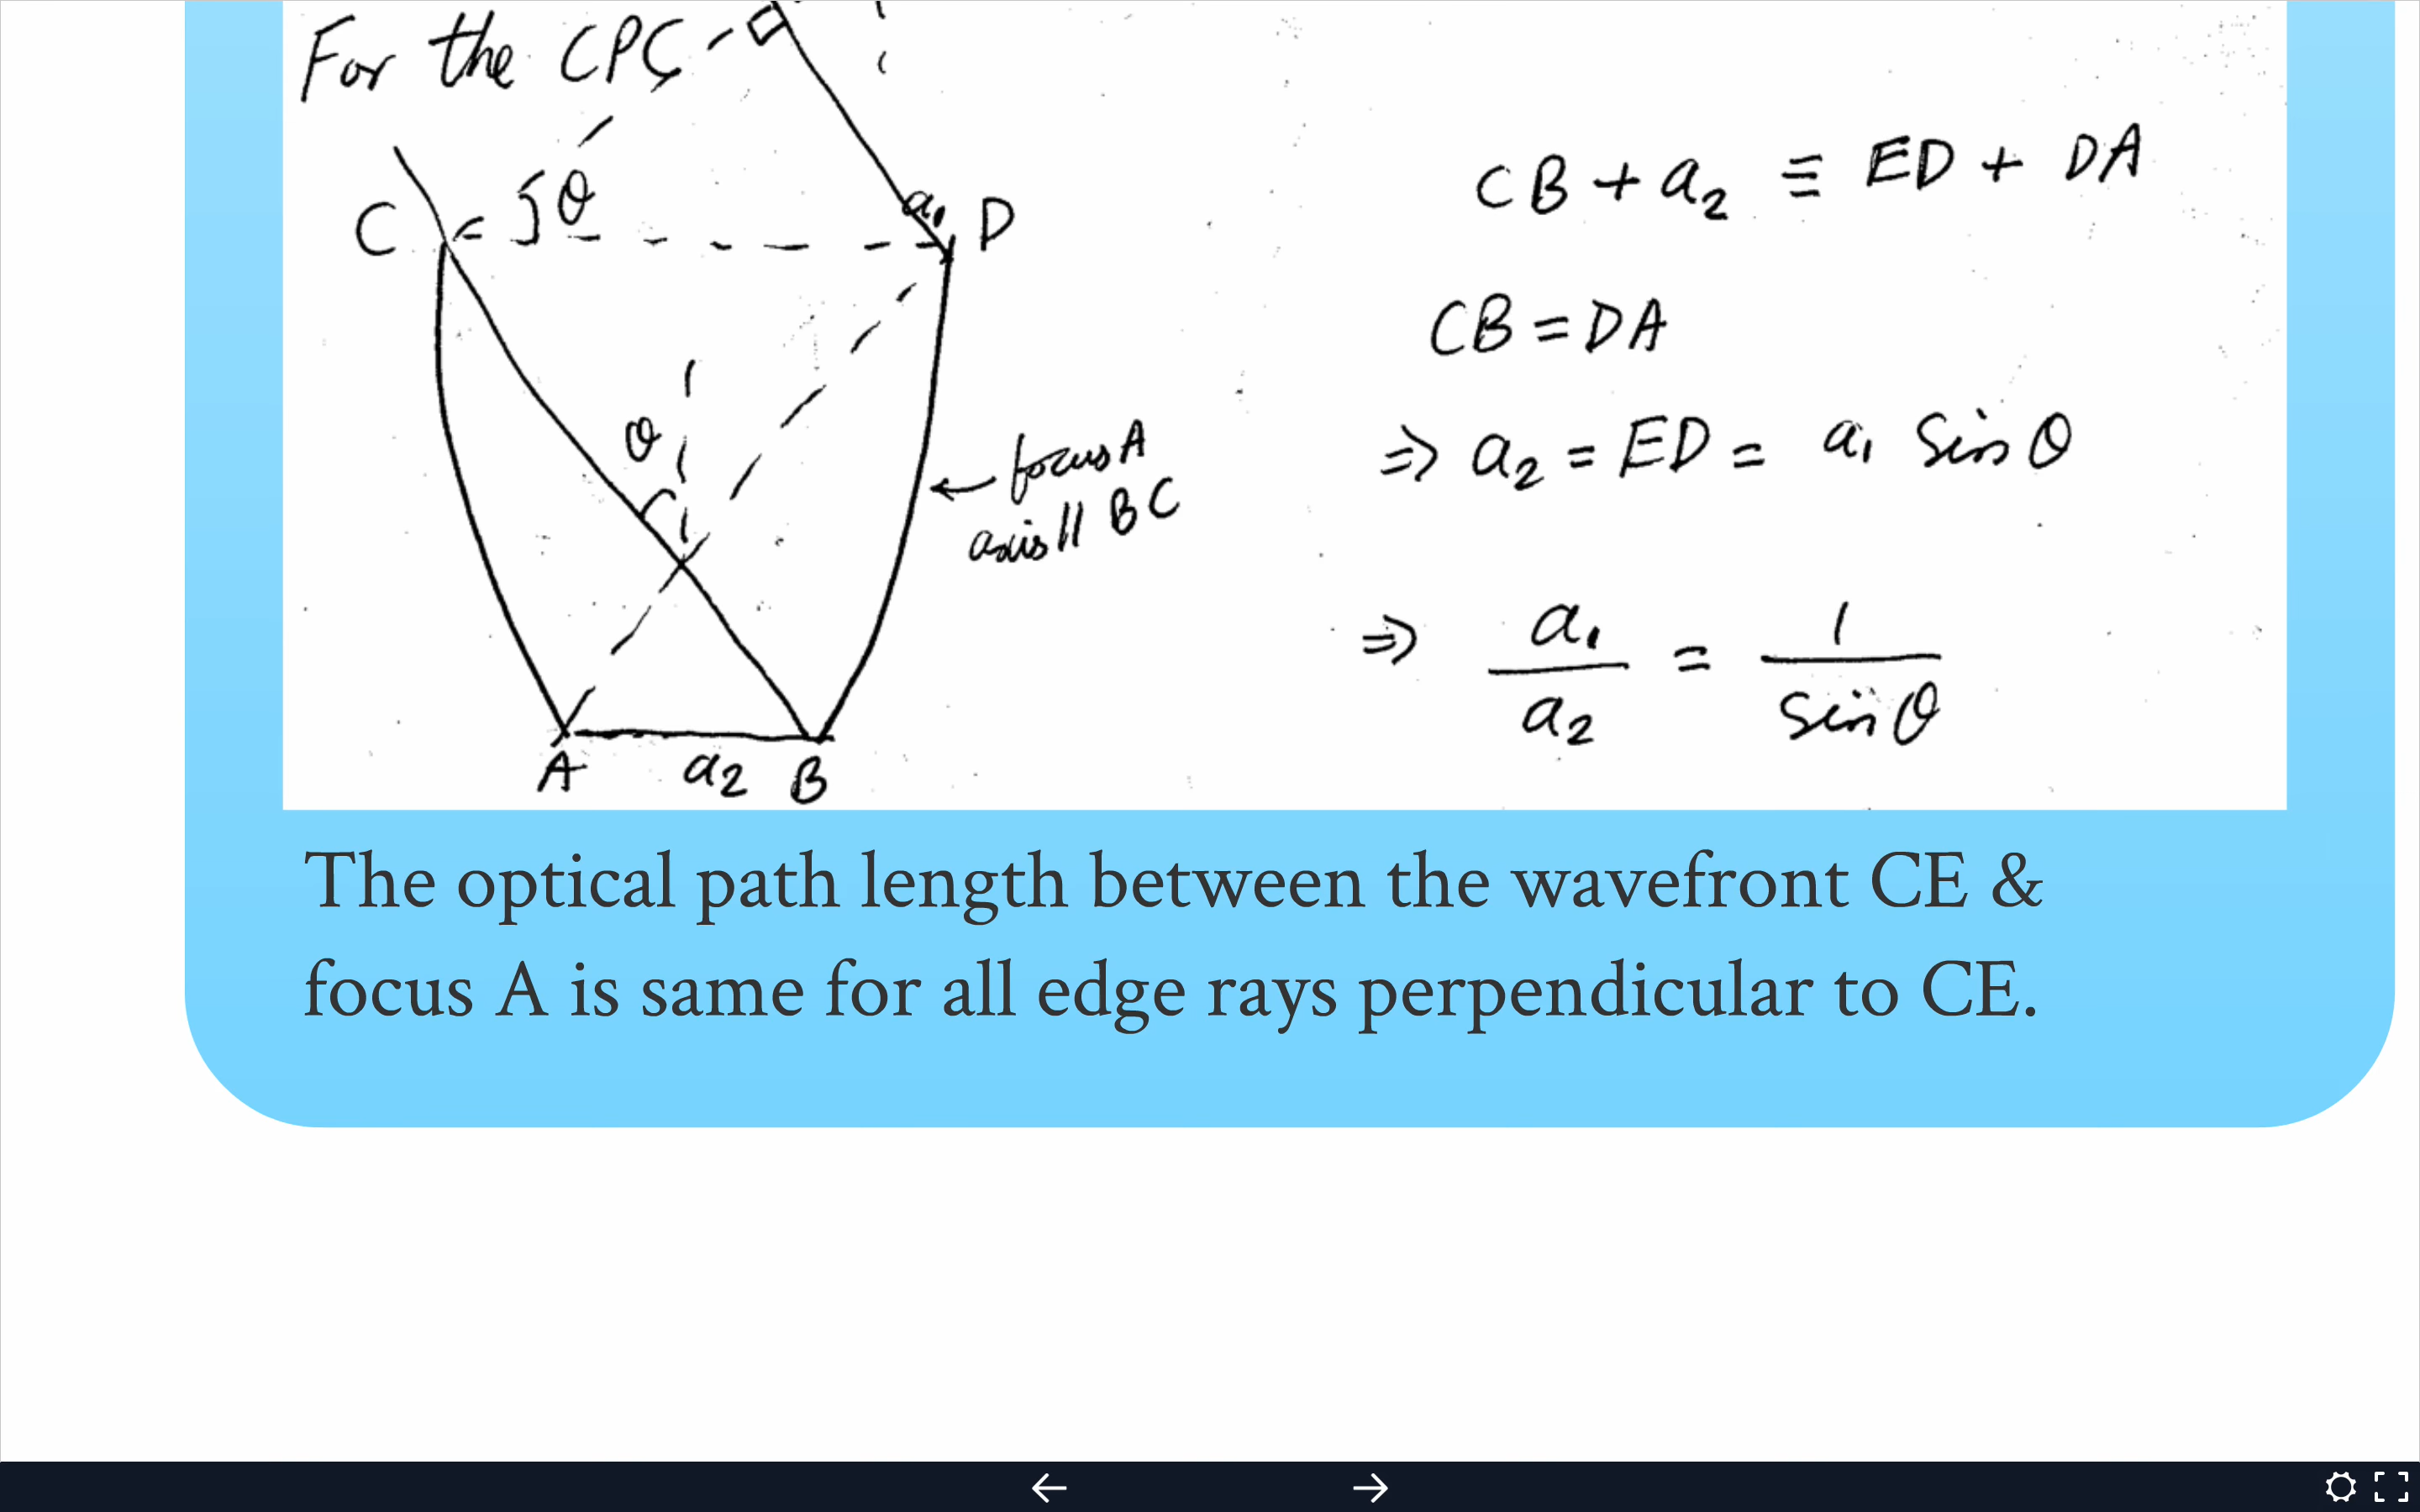 For the CPC
C
θ
a₁
D
θ
focus A
axis || BC
A
a₂
B
CB + a₂ ≡ ED + DA
CB = DA
⇒ a₂ = ED = a₁ Sin θ
⇒ a₁/a₂ = 1/sin θ
The optical path length between the wavefront CE &
focus A is same for all edge rays perpendicular to CE.